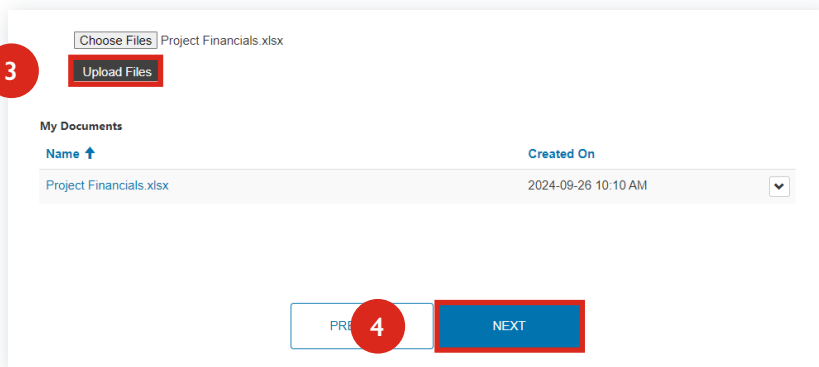 Choose Files Project Financials.xlsx
3
Upload Files
My Documents
Name Created On
Project Financials.xlsx 2024-09-26 10:10 AM
4 NEXT